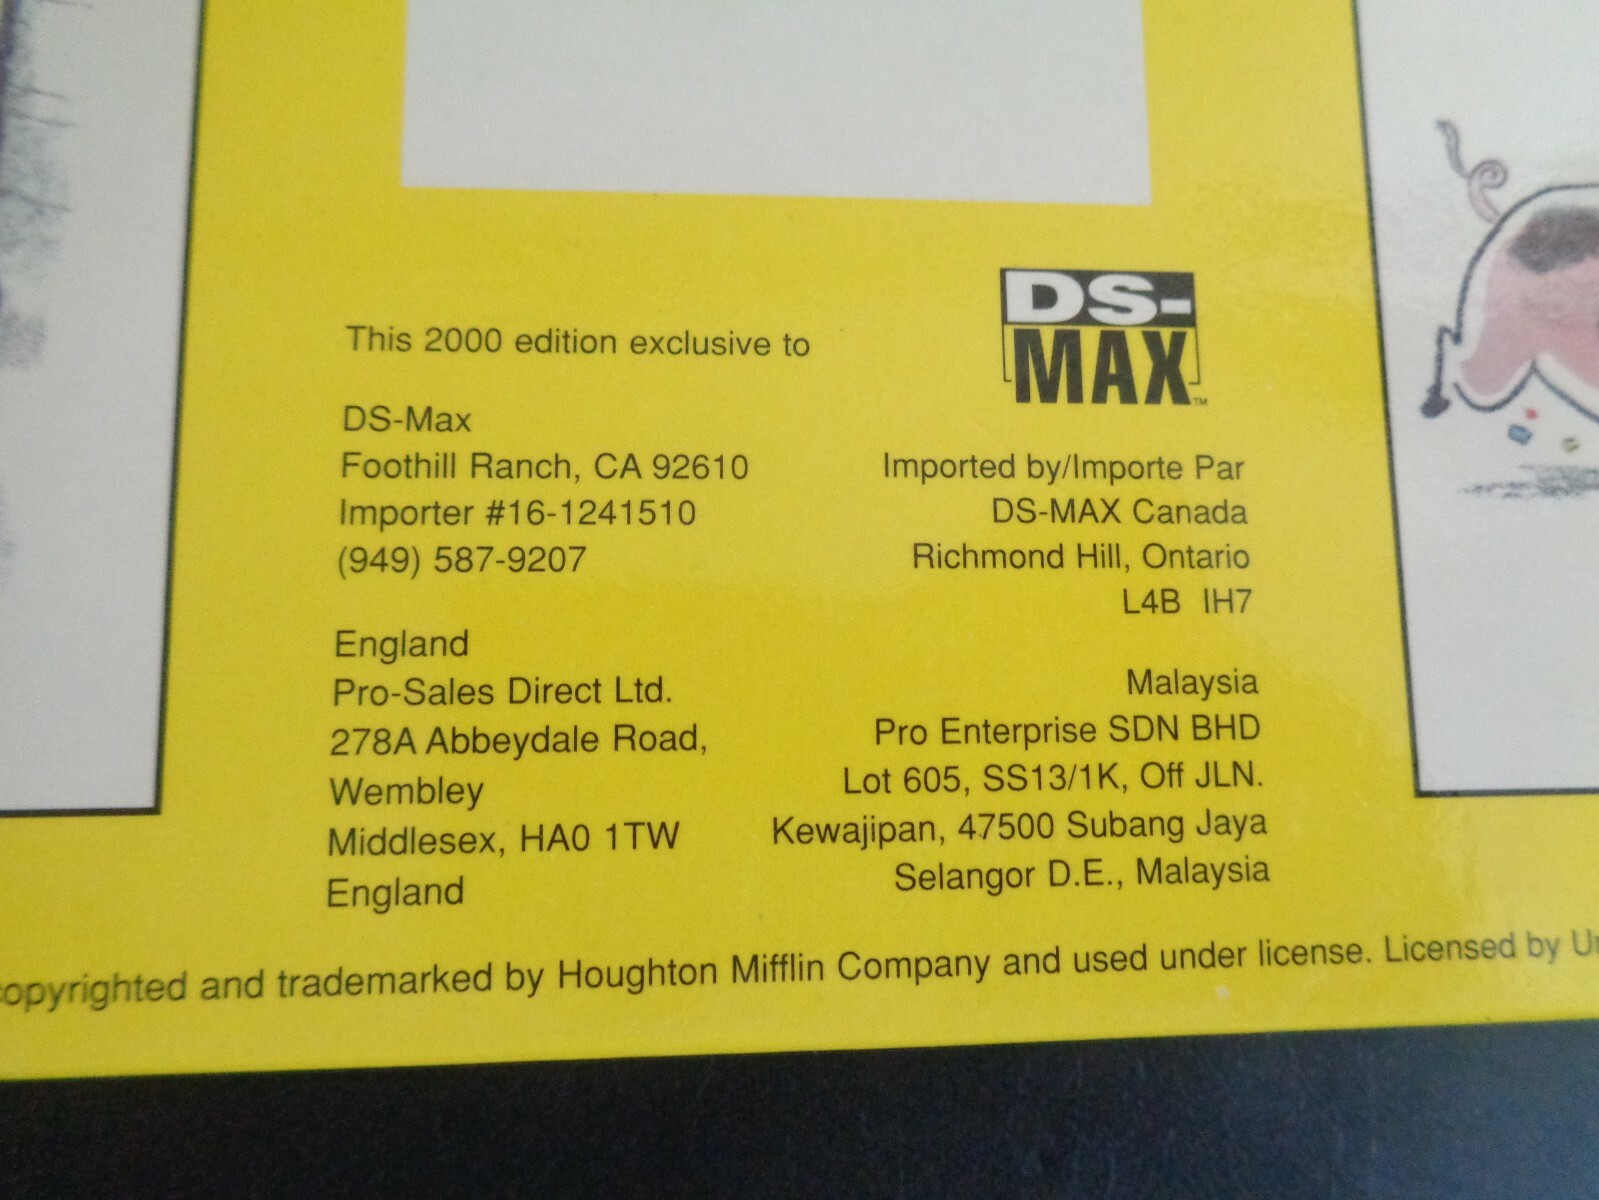 This 2000 edition exclusive to
DS-Max
Foothill Ranch, CA 92610
Importer #16-1241510
(949) 587-9207
England
Pro-Sales Direct Ltd.
278A Abbeydale Road,
Wembley
Middlesex, HA0 1TW
England
DS-
MAX™
Imported by/Importe Par
DS-MAX Canada
Richmond Hill, Ontario
L4B IH7
Malaysia
Pro Enterprise SDN BHD
Lot 605, SS13/1K, Off JLN.
Kewajipan, 47500 Subang Jaya
Selangor D.E., Malaysia
copyrighted and trademarked by Houghton Mifflin Company and used under license. Licensed by